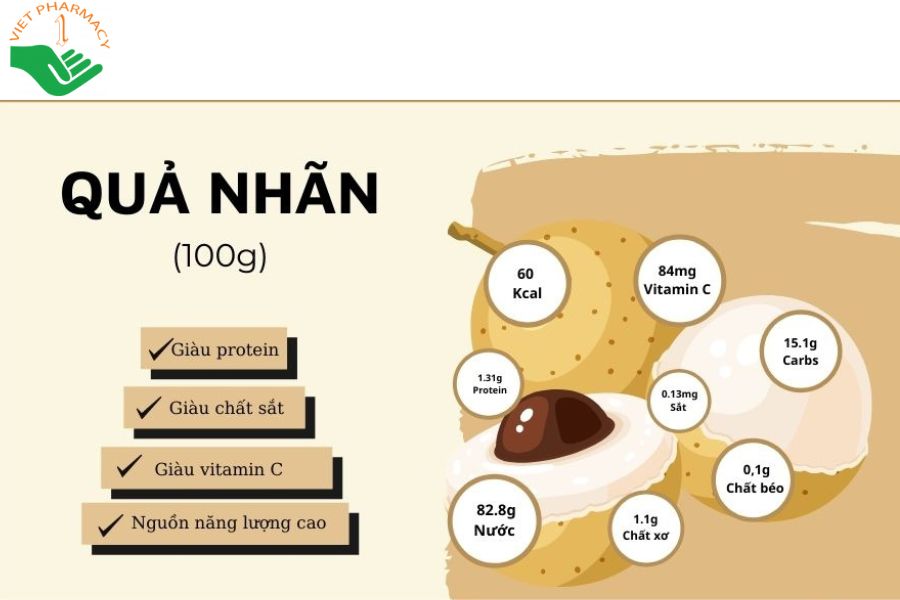 VIET PHARMACY
1
QUẢ NHÃN
(100g)
Giàu protein
Giàu chất sắt
Giàu vitamin C
Nguồn năng lượng cao
60
Kcal
84mg
Vitamin C
15.1g
Carbs
1.31g
Protein
0.13mg
Sắt
0,1g
Chất béo
82.8g
Nước
1.1g
Chất xơ